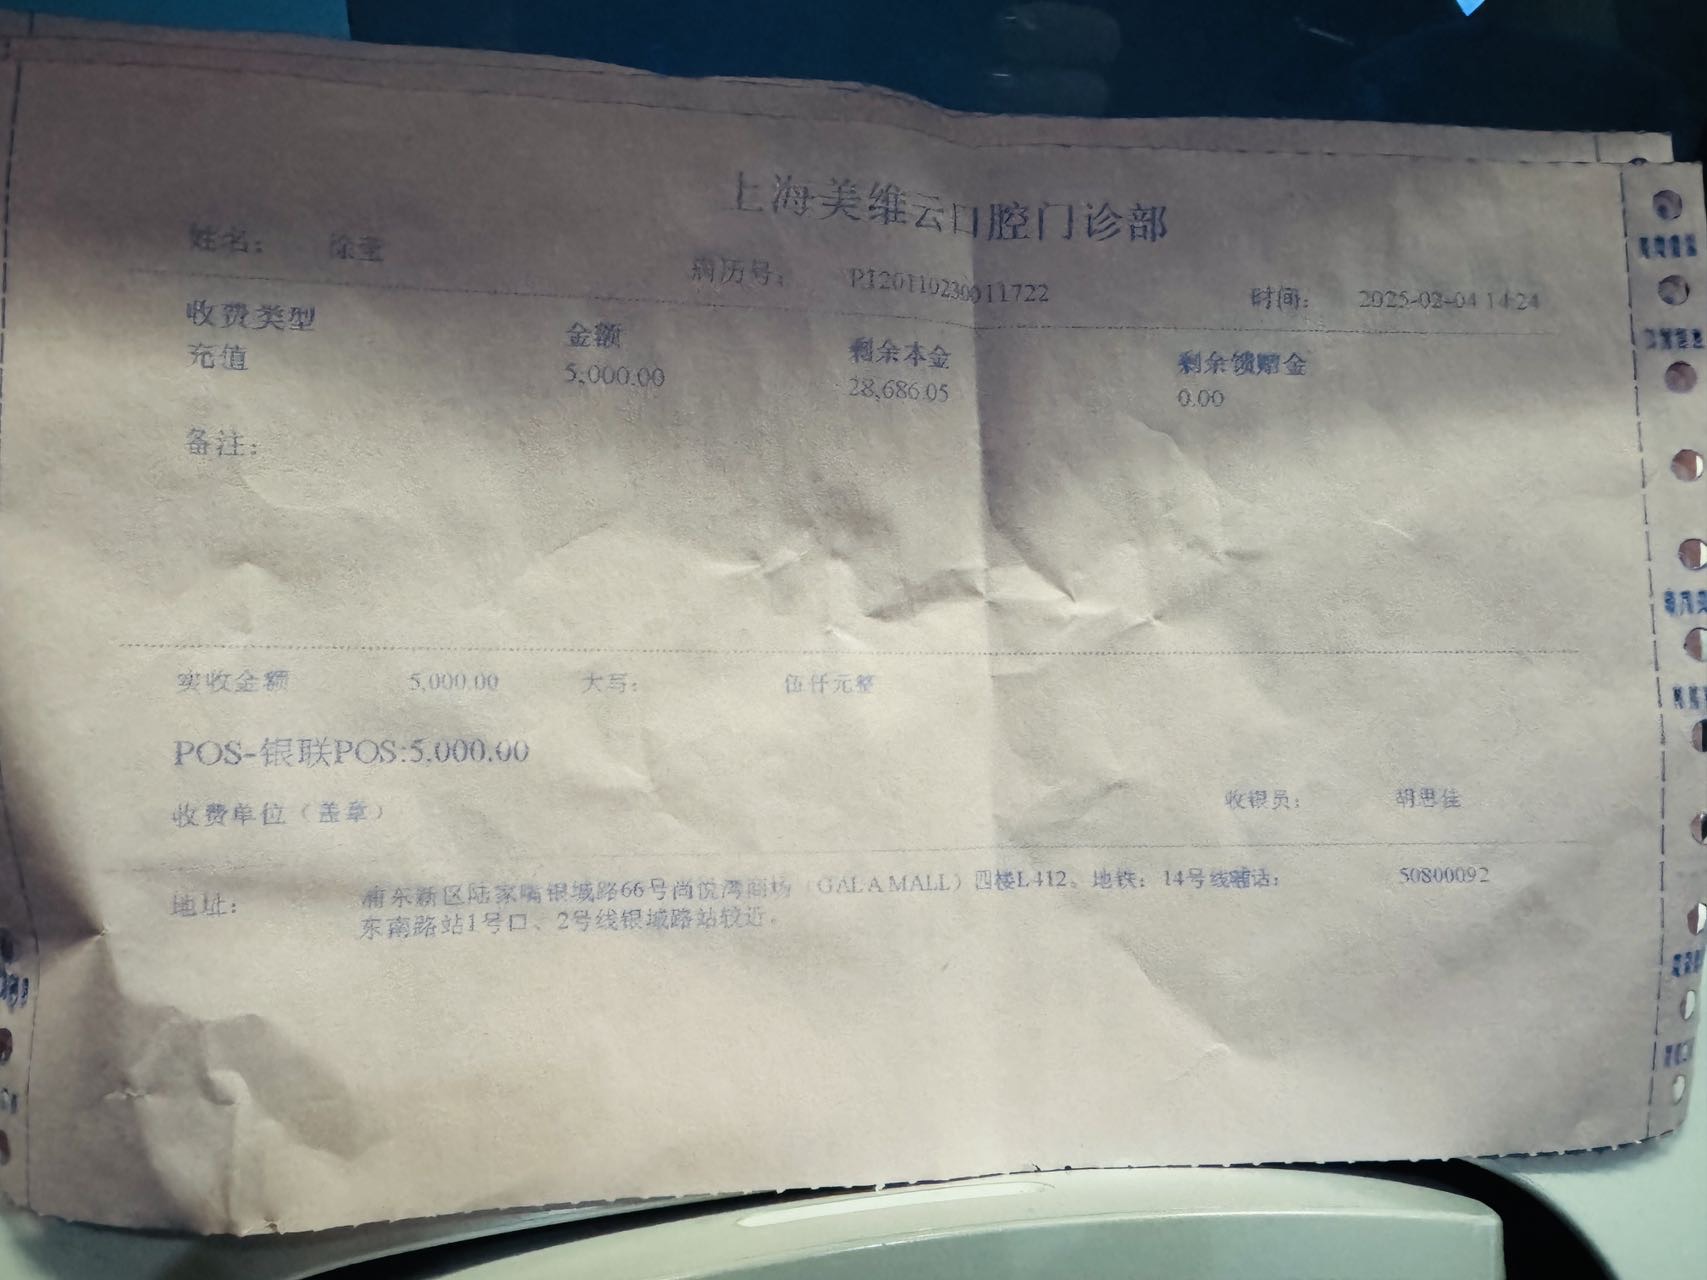 上海美维云口腔门诊部
姓名： 徐莹 病历号： P120110230011722 时间： 2025-02-04 14:24
收费类型 金额 剩余本金 剩余馈赠金
充值 5,000.00 28,686.05 0.00
备注：
实收金额 5,000.00 大写： 伍仟元整
POS-银联POS:5,000.00
收费单位（盖章） 收银员： 胡思佳
地址： 浦东新区陆家嘴银城路66号尚悦湾商场（GALA MALL）四楼L412。地铁：14号线 电话： 50800092
东南路站1号口、2号线银城路站较近。